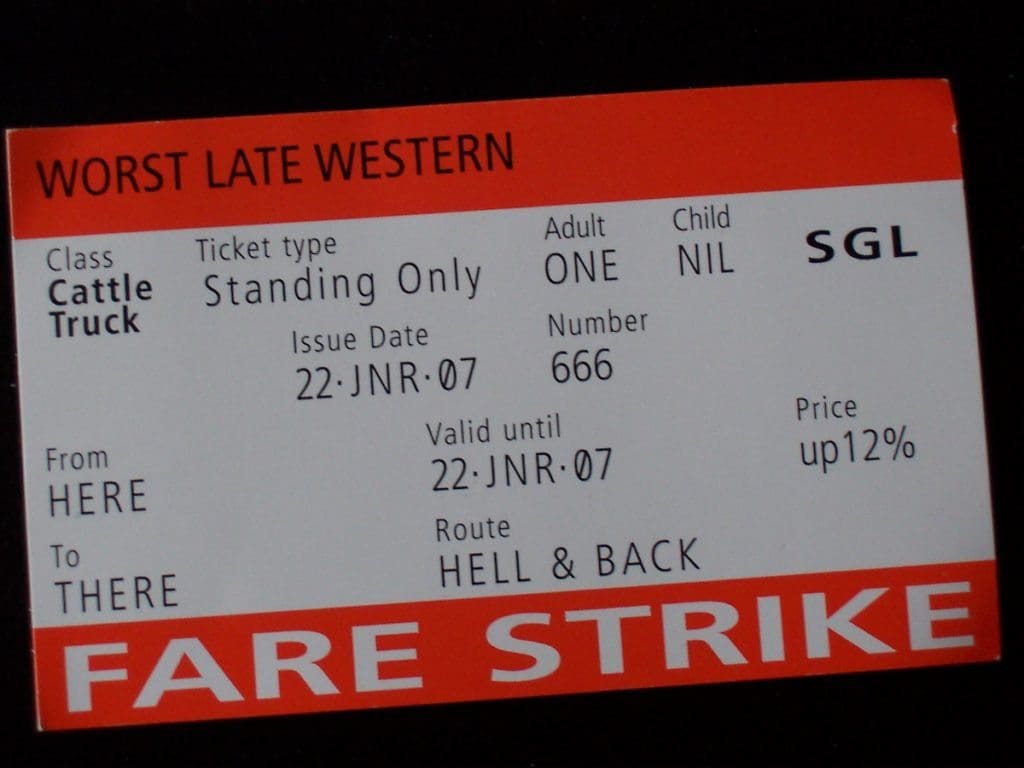 WORST LATE WESTERN
Class Ticket type Adult Child
Cattle Standing Only ONE NIL SGL
Truck
Issue Date Number
22·JNR·07 666
From Valid until Price
HERE 22·JNR·07 up12%
To Route
THERE HELL & BACK
FARE STRIKE